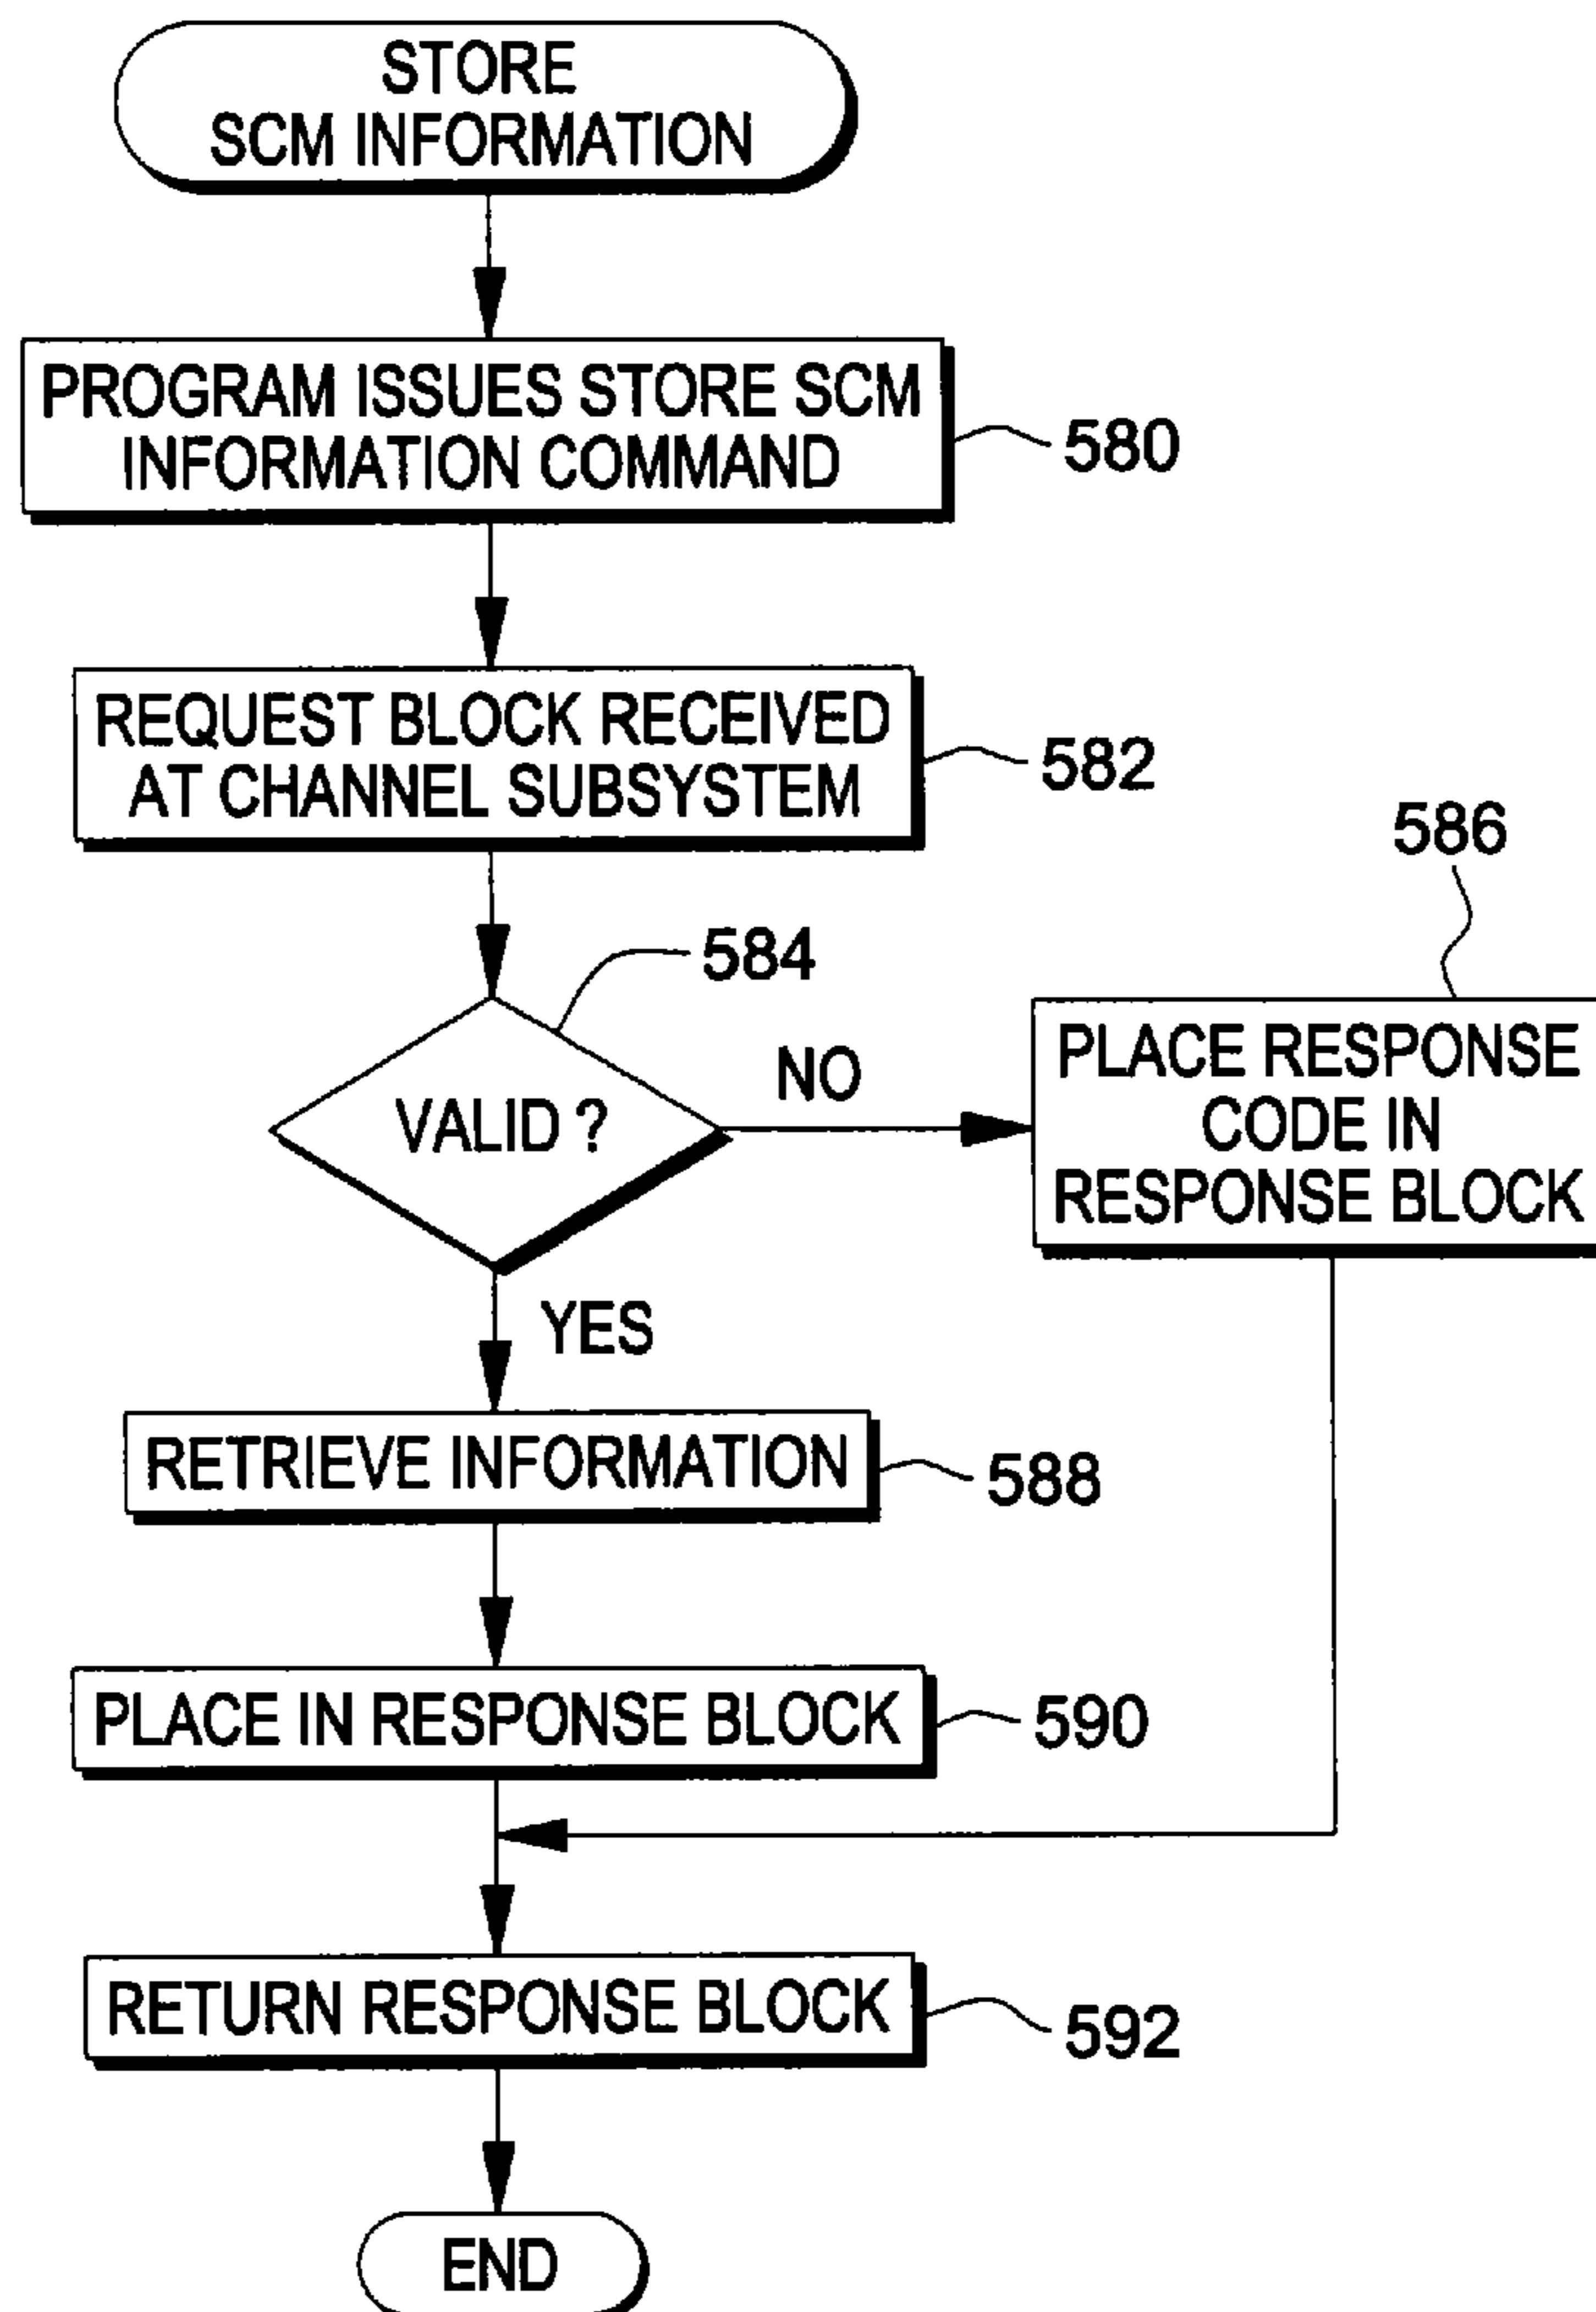 STORE
SCM INFORMATION
PROGRAM ISSUES STORE SCM
INFORMATION COMMAND
580
REQUEST BLOCK RECEIVED
AT CHANNEL SUBSYSTEM
582
584
VALID ?
NO
586
PLACE RESPONSE
CODE IN
RESPONSE BLOCK
YES
RETRIEVE INFORMATION
588
PLACE IN RESPONSE BLOCK
590
RETURN RESPONSE BLOCK
592
END